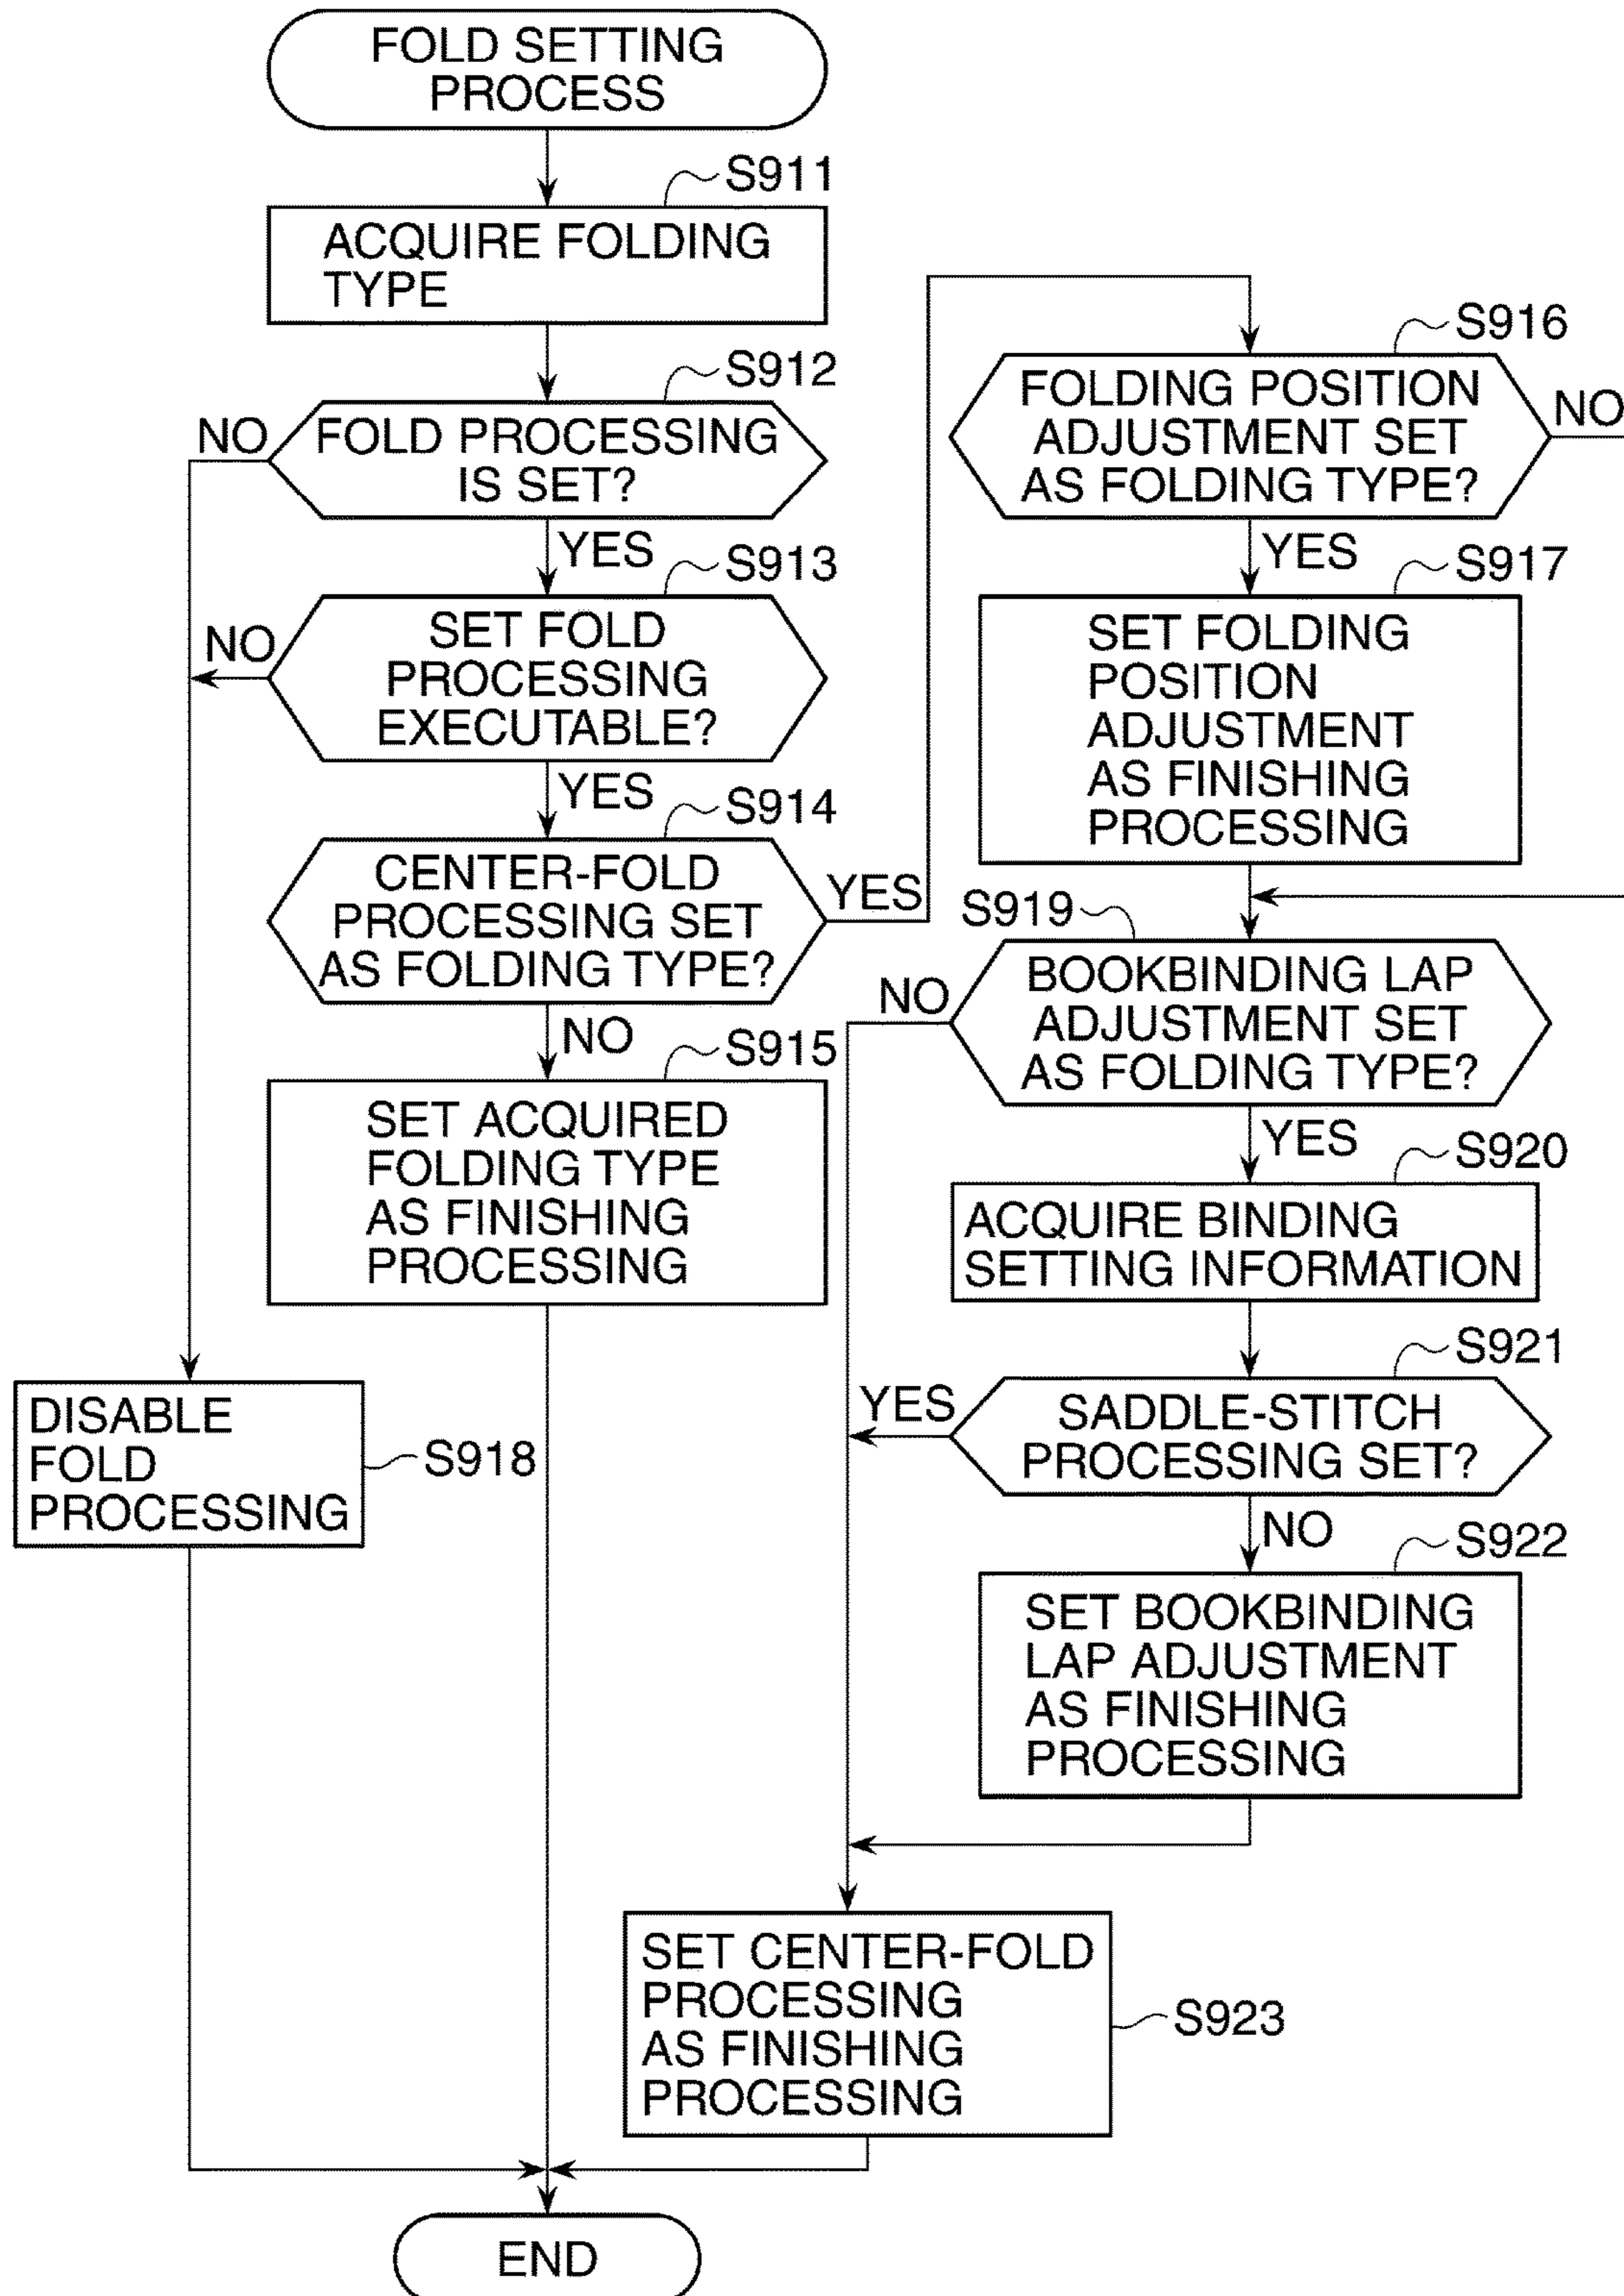 FOLD SETTING
PROCESS
S911
ACQUIRE FOLDING
TYPE
S912
FOLD PROCESSING
IS SET?
NO
YES
S913
SET FOLD
PROCESSING
EXECUTABLE?
NO
YES
S914
CENTER-FOLD
PROCESSING SET
AS FOLDING TYPE?
YES
NO
S915
SET ACQUIRED
FOLDING TYPE
AS FINISHING
PROCESSING
DISABLE
FOLD
PROCESSING
S918
S916
FOLDING POSITION
ADJUSTMENT SET
AS FOLDING TYPE?
NO
YES
S917
SET FOLDING
POSITION
ADJUSTMENT
AS FINISHING
PROCESSING
S919
BOOKBINDING LAP
ADJUSTMENT SET
AS FOLDING TYPE?
NO
YES
S920
ACQUIRE BINDING
SETTING INFORMATION
S921
SADDLE-STITCH
PROCESSING SET?
YES
NO
S922
SET BOOKBINDING
LAP ADJUSTMENT
AS FINISHING
PROCESSING
SET CENTER-FOLD
PROCESSING
AS FINISHING
PROCESSING
S923
END